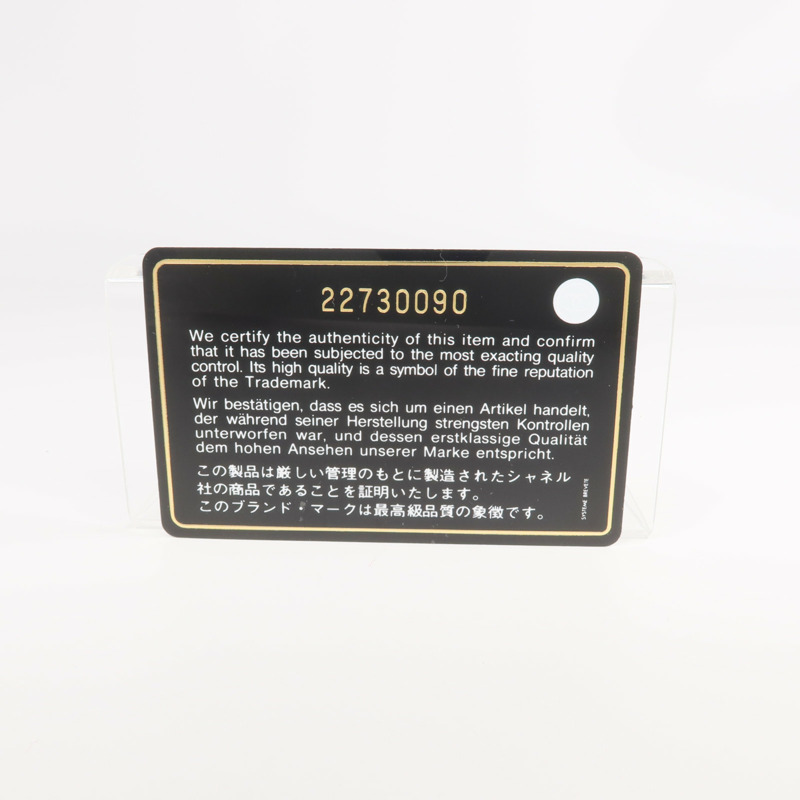 22730090
We certify the authenticity of this item and confirm
that it has been subjected to the most exacting quality
control. Its high quality is a symbol of the fine reputation
of the Trademark.
Wir bestätigen, dass es sich um einen Artikel handelt,
der während seiner Herstellung strengsten Kontrollen
unterworfen war, und dessen erstklassige Qualität
dem hohen Ansehen unserer Marke entspricht.
この製品は厳しい管理のもとに製造されたシャネル
社の商品であることを証明いたします。
このブランド・マークは最高級品質の象徴です。
SYSTEME BREVETE